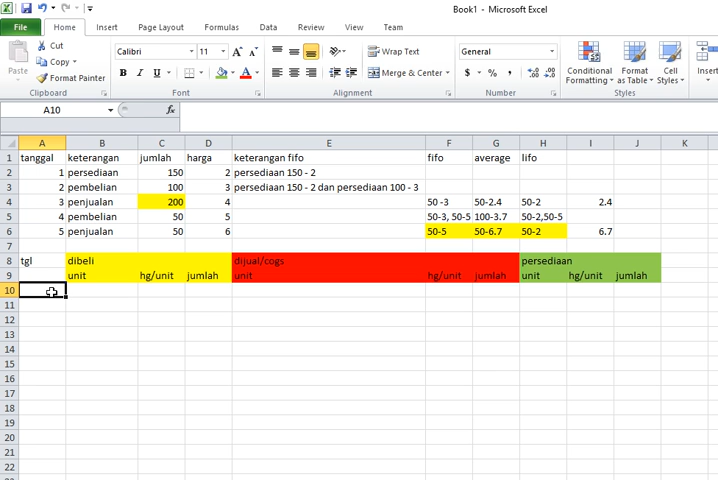 Book1 - Microsoft Excel
File Home Insert Page Layout Formulas Data Review View Team
Paste Cut Copy Format Painter Clipboard
Calibri 11 A A B I U A Font
Wrap Text Merge & Center Alignment
General $ % , .0 .00 .00 .0 Number
Conditional Formatting Format as Table Cell Styles Styles
Insert
A10 fx
A B C D E F G H I J K L
1 tanggal keterangan jumlah harga keterangan fifo fifo average lifo
2 1 persediaan 150 2 persediaan 150 - 2
3 2 pembelian 100 3 persediaan 150 - 2 dan persediaan 100 - 3
4 3 penjualan 200 4 50 -3 50-2.4 50-2 2.4
5 4 pembelian 50 5 50-3, 50-5 100-3.7 50-2,50-5
6 5 penjualan 50 6 50-5 50-6.7 50-2 6.7
7
8 tgl dibeli dijual/cogs persediaan
9 unit hg/unit jumlah unit hg/unit jumlah unit hg/unit jumlah
10
11
12
13
14
15
16
17
18
19
20
21
22